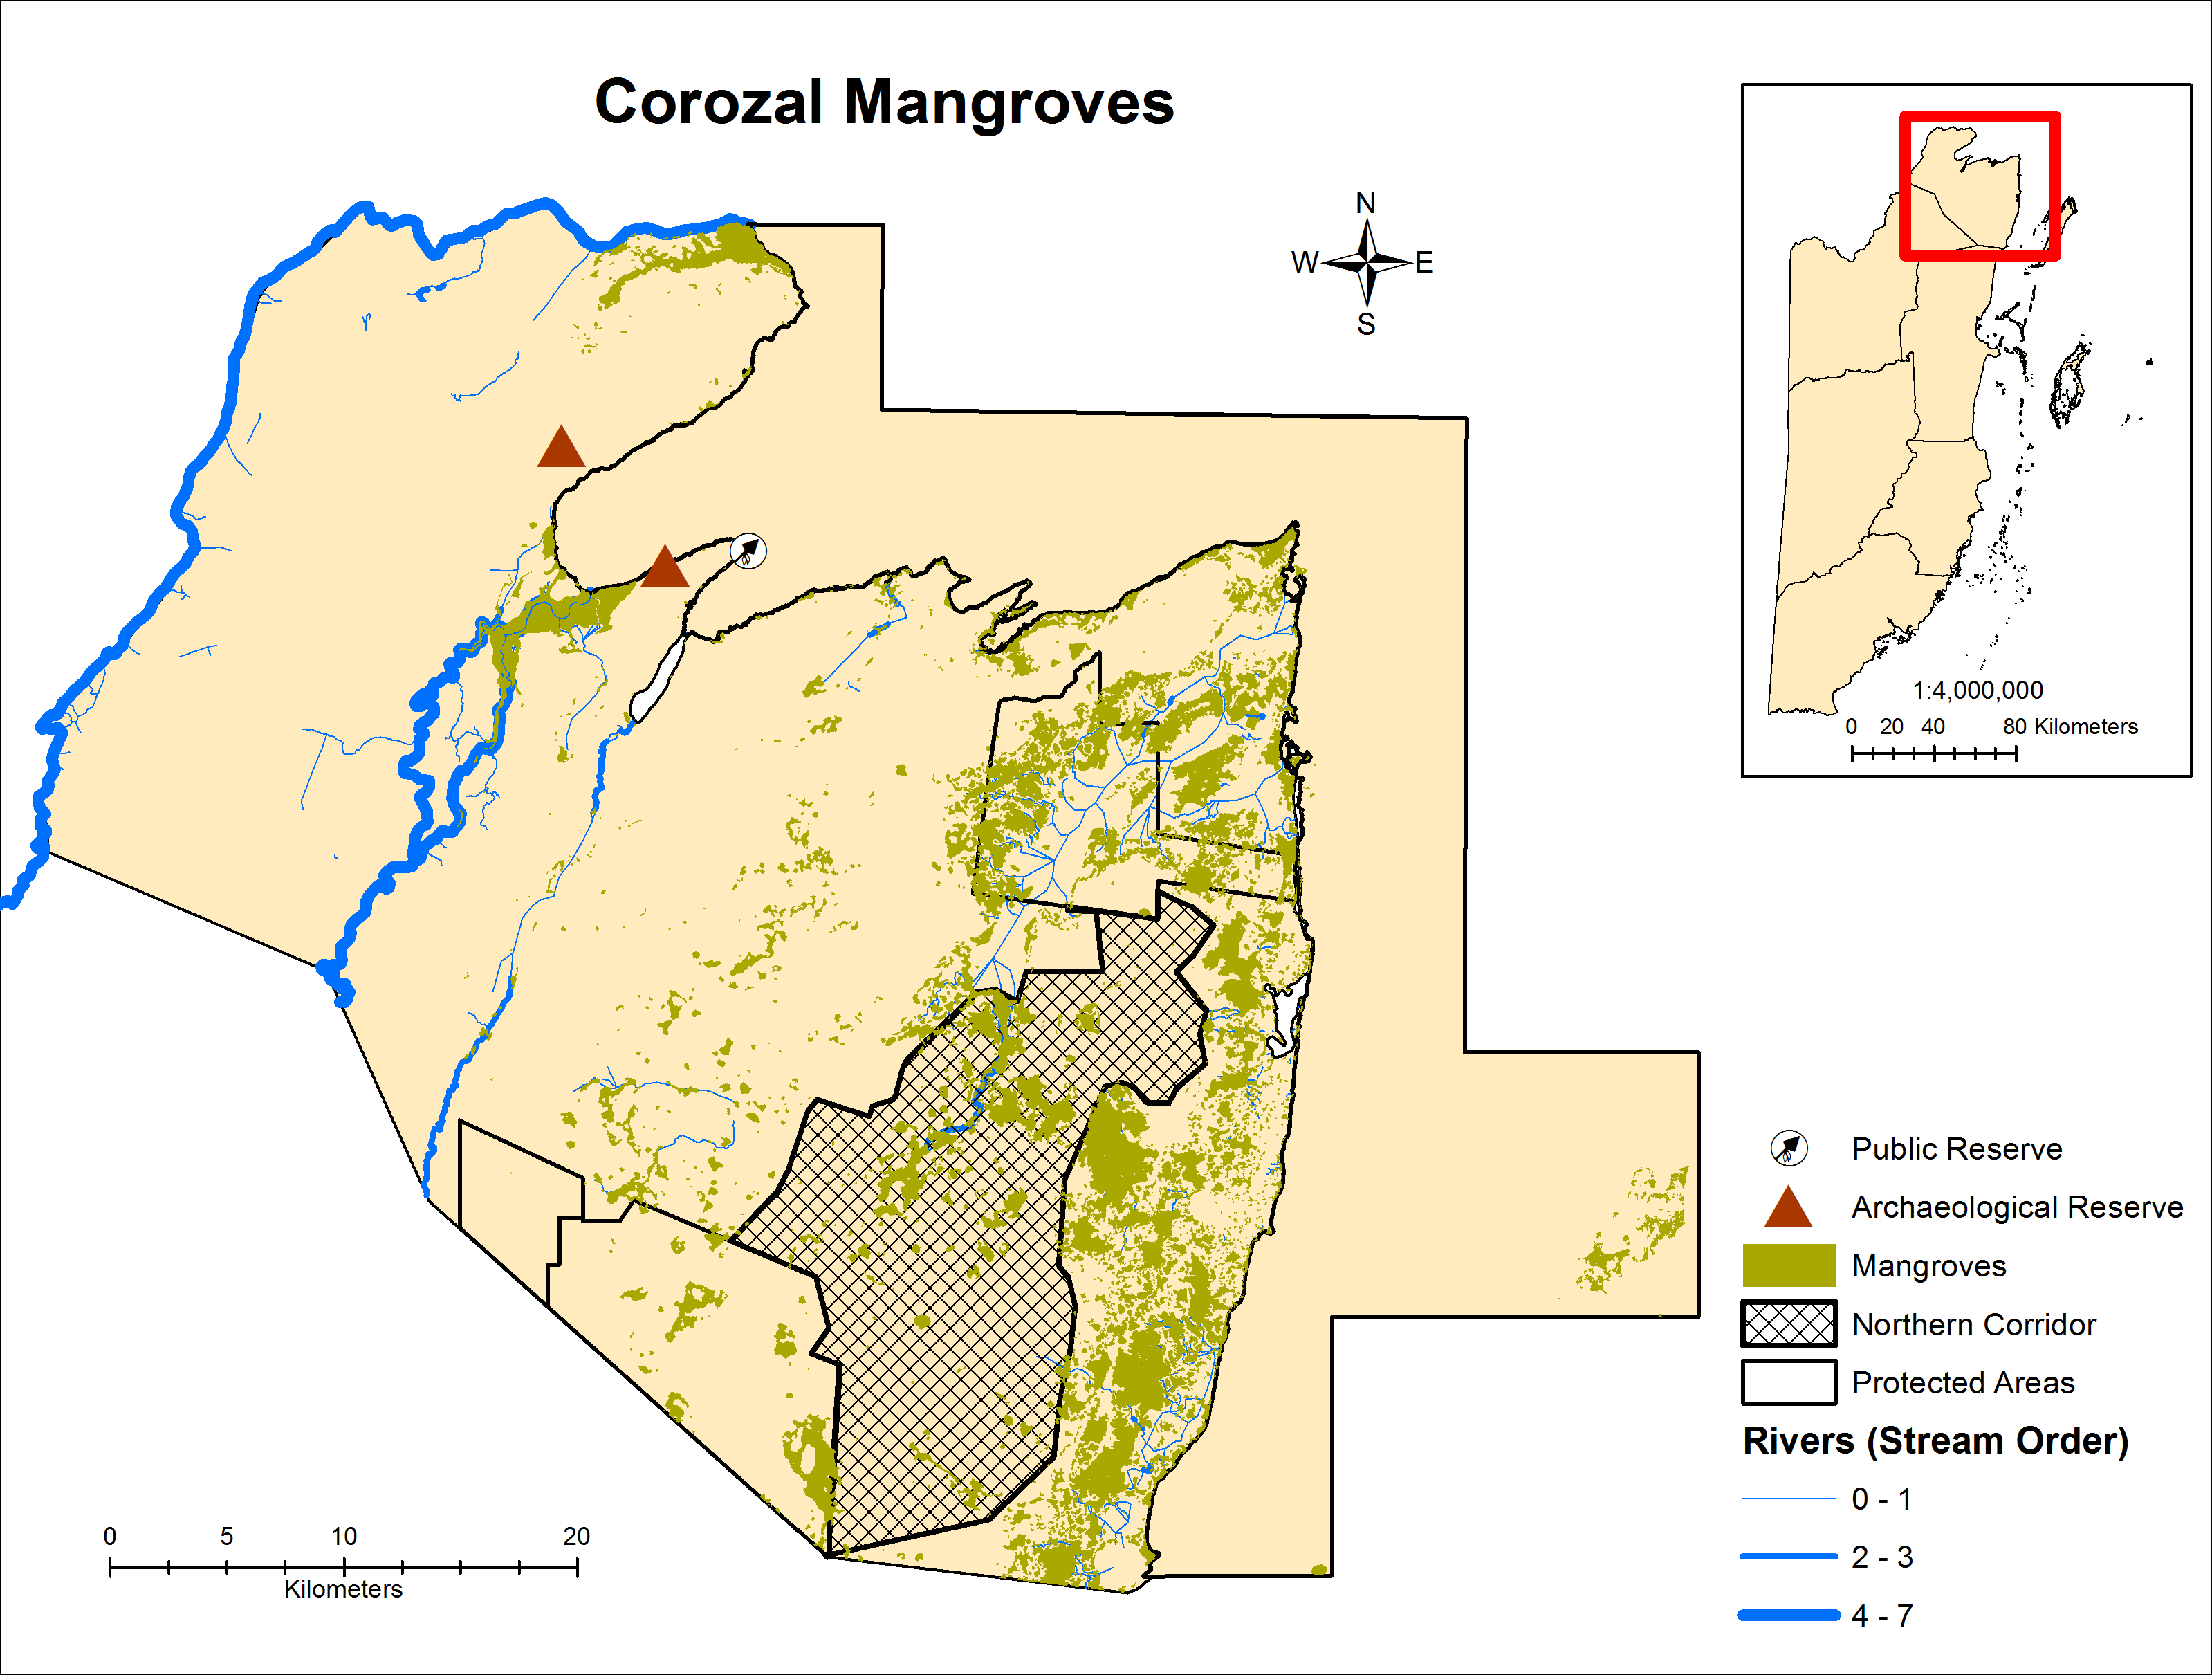 Corozal Mangroves
N
W E
S
1:4,000,000
0 20 40 80 Kilometers
Public Reserve
Archaeological Reserve
Mangroves
Northern Corridor
Protected Areas
Rivers (Stream Order)
0 - 1
2 - 3
4 - 7
0 5 10 20
Kilometers